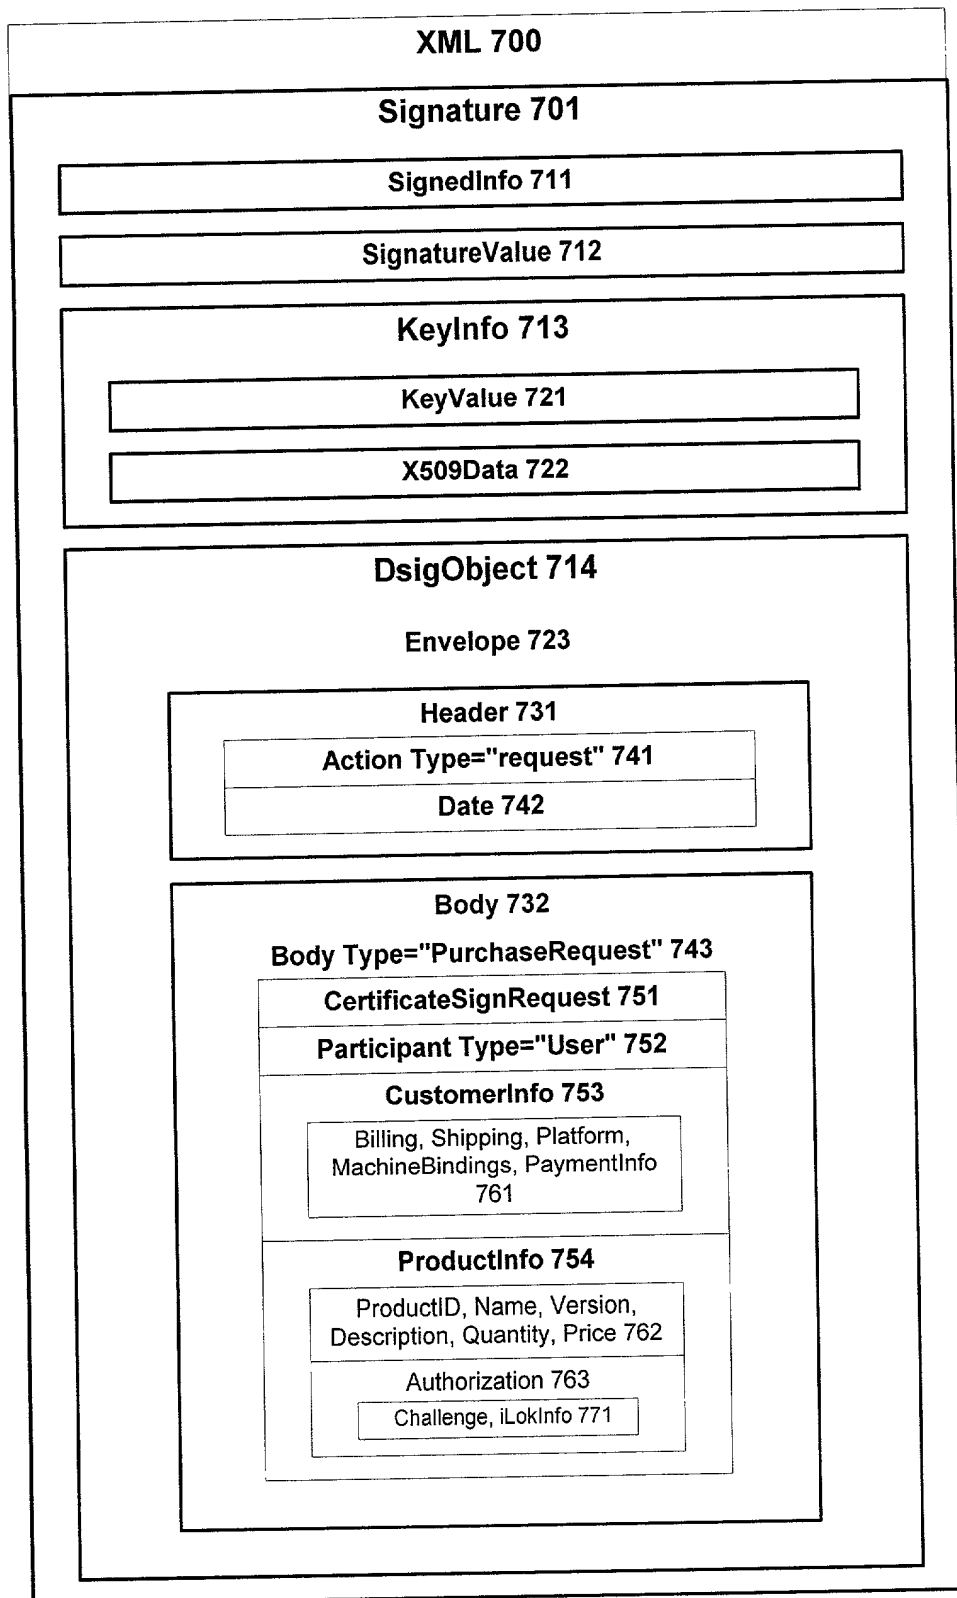 XML 700
Signature 701
SignedInfo 711
SignatureValue 712
KeyInfo 713
KeyValue 721
X509Data 722
DsigObject 714
Envelope 723
Header 731
Action Type="request" 741
Date 742
Body 732
Body Type="PurchaseRequest" 743
CertificateSignRequest 751
Participant Type="User" 752
CustomerInfo 753
Billing, Shipping, Platform,
MachineBindings, PaymentInfo
761
ProductInfo 754
ProductID, Name, Version,
Description, Quantity, Price 762
Authorization 763
Challenge, iLokInfo 771